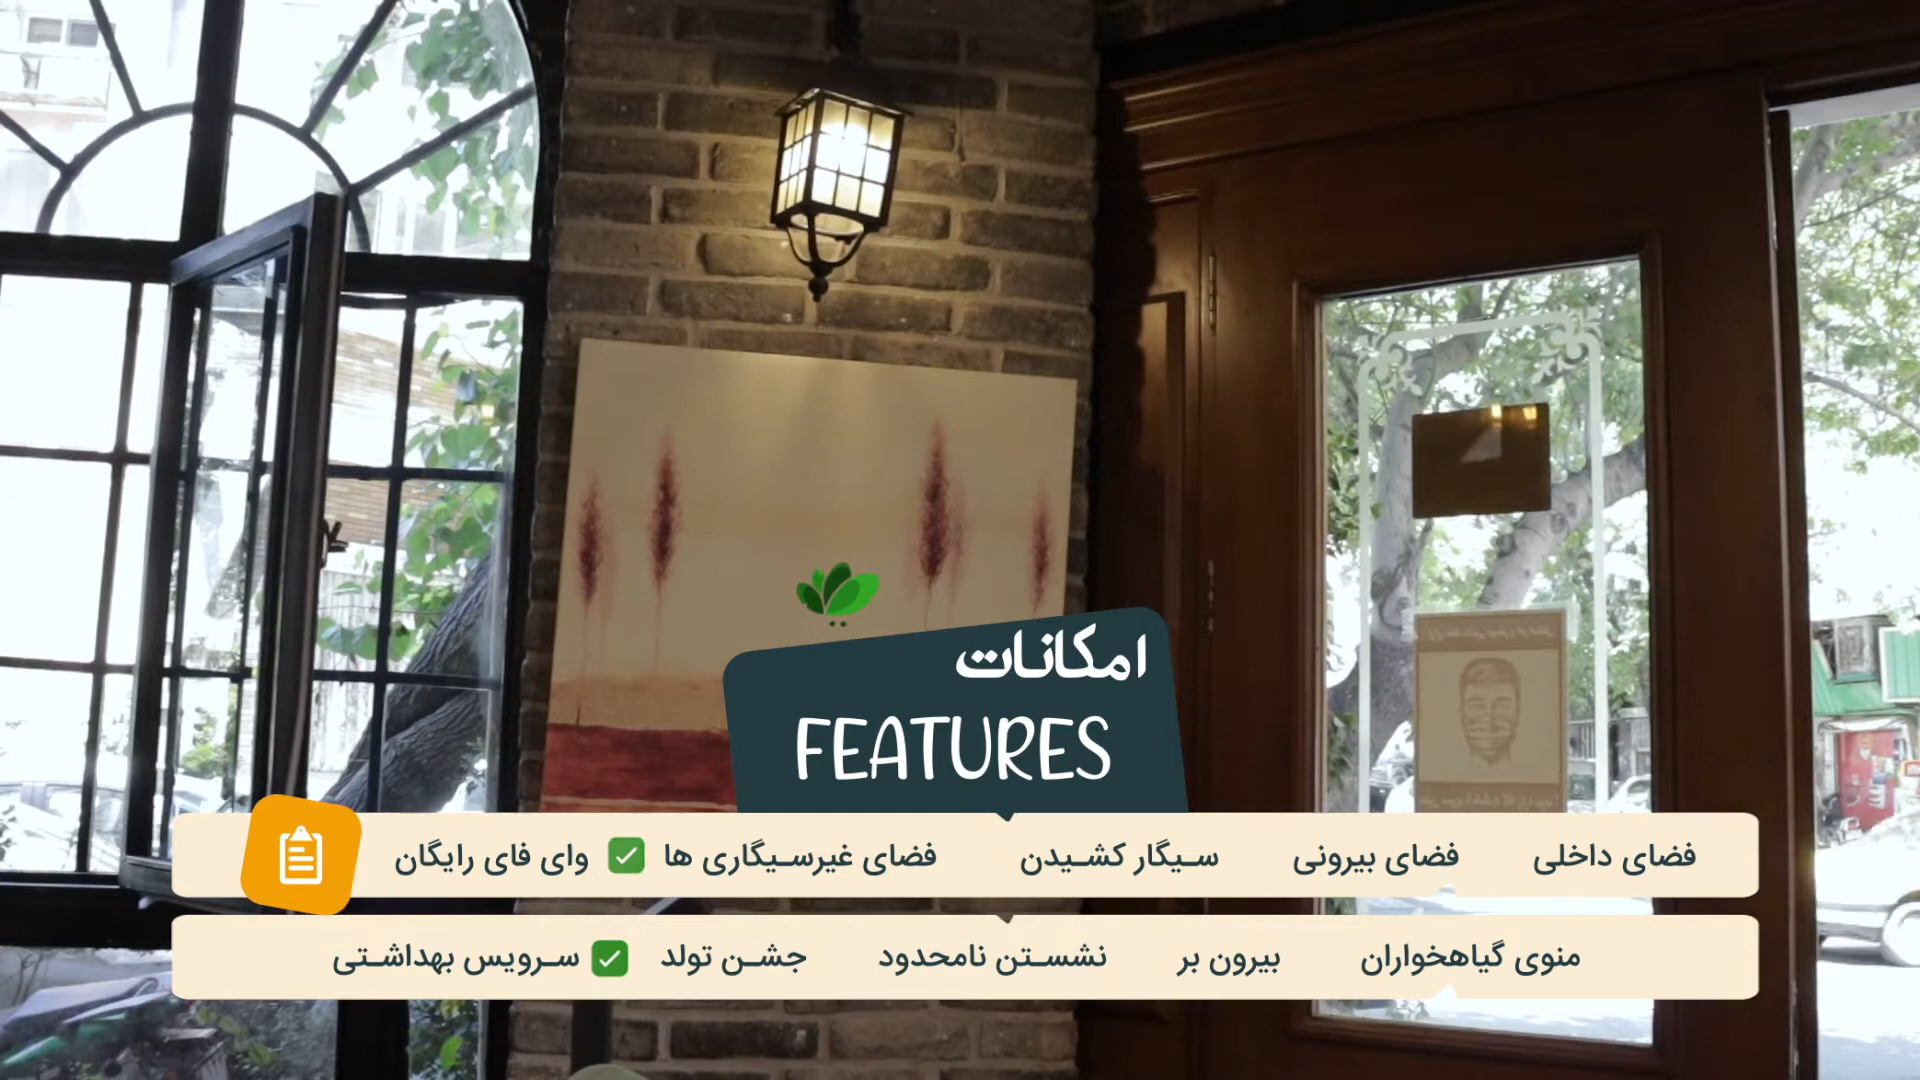 امکانات
FEATURES
فضای داخلی فضای بیرونی سیگار کشیدن فضای غیرسیگاری ها وای فای رایگان
منوی گیاهخواران بیرون بر نشستن نامحدود جشن تولد سرویس بهداشتی